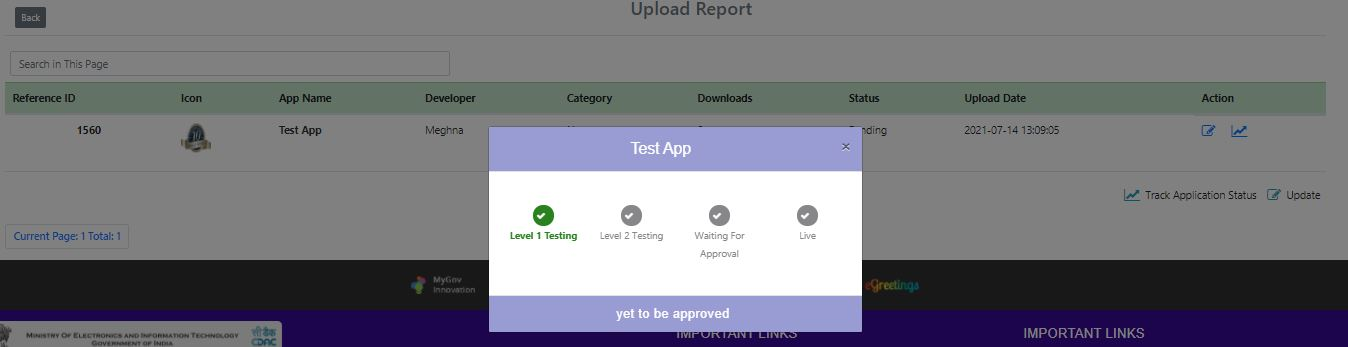 Upload Report
Back
Search in This Page
Reference ID Icon App Name Developer Category Downloads Status Upload Date Action
1560 Test App Meghna 2021-07-14 13:09:05
Test App ×
Track Application Status Update
Level 1 Testing Level 2 Testing Waiting For Approval Live
Current Page: 1 Total: 1
MyGov
Innovation
eGreetings
yet to be approved
MINISTRY OF ELECTRONICS AND INFORMATION TECHNOLOGY
GOVERNMENT OF INDIA
सी डैक
CDAC
IMPORTANT LINKS IMPORTANT LINKS